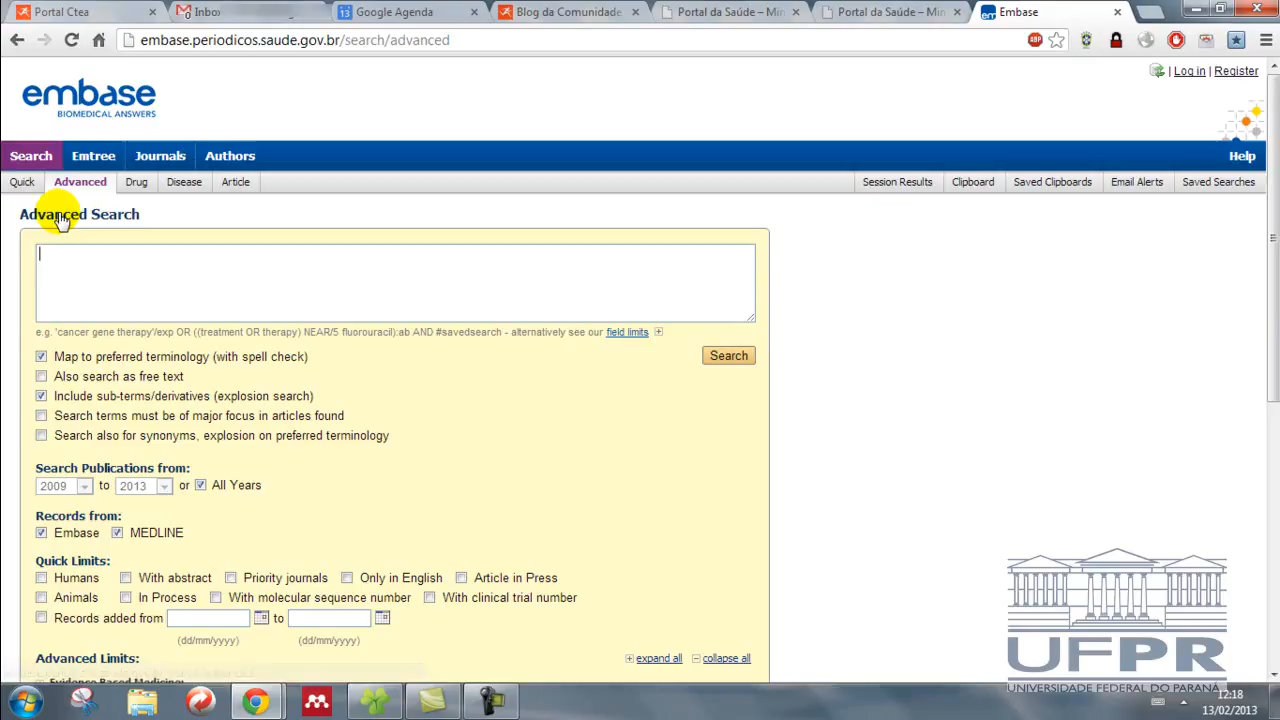 Portal Ctea
Inbox
Google Agenda
Blog da Comunidade
Portal da Saúde – Min
Portal da Saúde – Min
Embase
embase.periodicos.saude.gov.br/search/advanced
ABP
Log in | Register
embase
BIOMEDICAL ANSWERS
Search Emtree Journals Authors Help
Quick Advanced Drug Disease Article Session Results Clipboard Saved Clipboards Email Alerts Saved Searches
Advanced Search
e.g. 'cancer gene therapy'/exp OR ((treatment OR therapy) NEAR/5 fluorouracil):ab AND #savedsearch - alternatively see our field limits
Map to preferred terminology (with spell check)
Search
Also search as free text
Include sub-terms/derivatives (explosion search)
Search terms must be of major focus in articles found
Search also for synonyms, explosion on preferred terminology
Search Publications from:
2009 to 2013 or All Years
Records from:
Embase MEDLINE
Quick Limits:
Humans With abstract Priority journals Only in English Article in Press
Animals In Process With molecular sequence number With clinical trial number
Records added from to
(dd/mm/yyyy) (dd/mm/yyyy)
Advanced Limits: expand all collapse all
Evidence Based Medicine:
UFPR
UNIVERSIDADE FEDERAL DO PARANÁ
12:18
13/02/2013